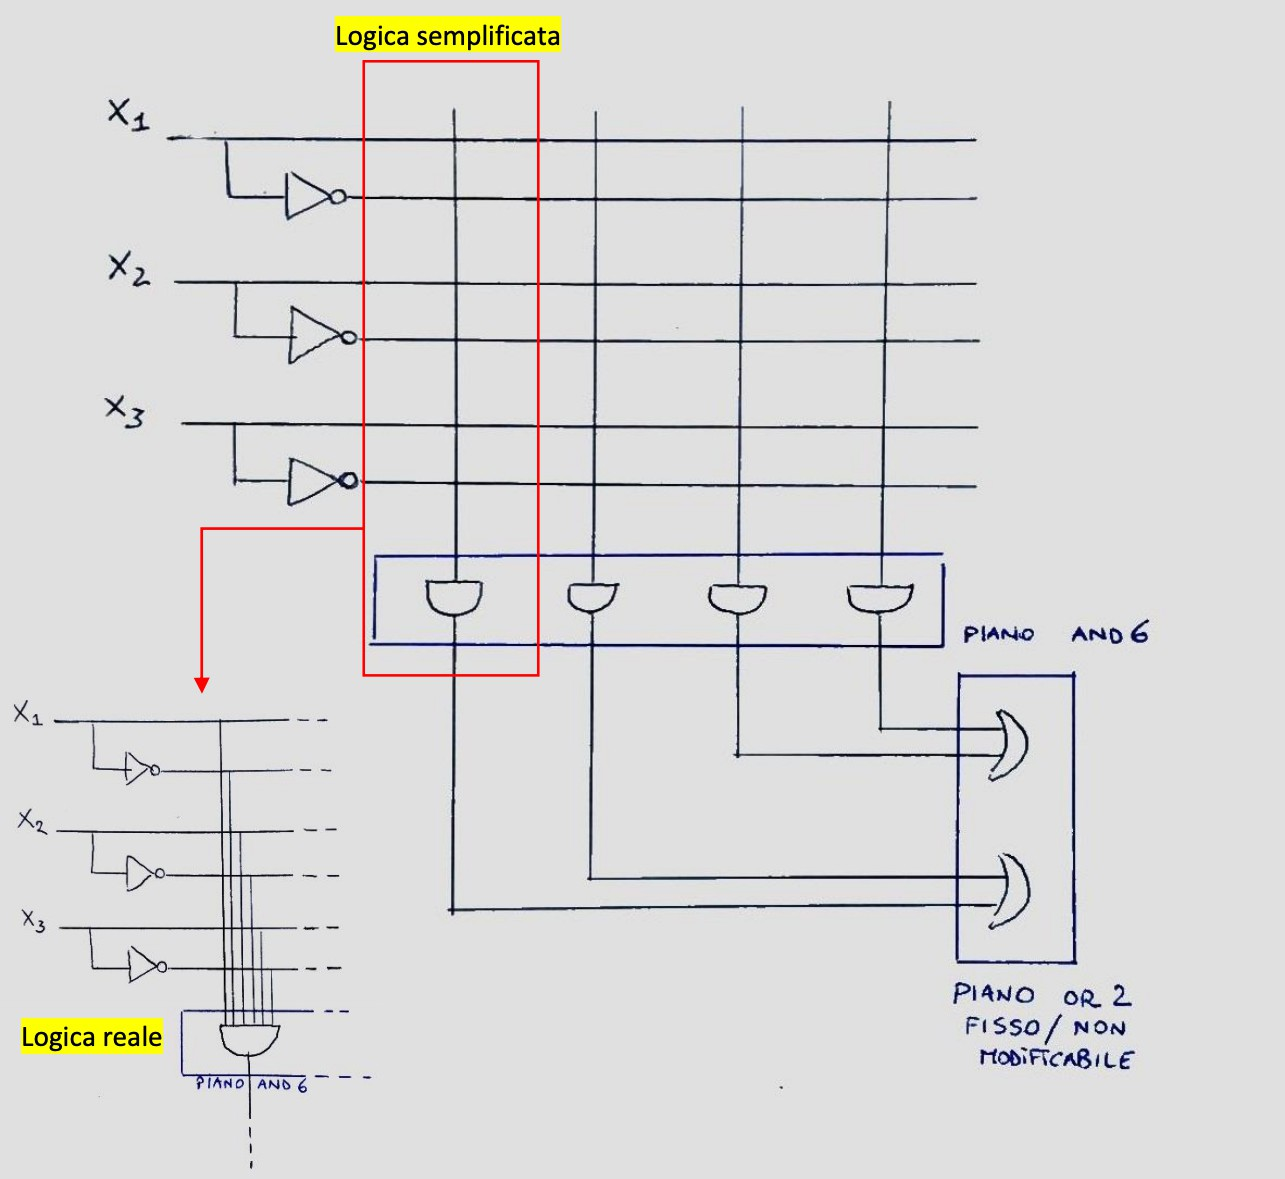 Logica semplificata
X1
X2
X3
PIANO AND 6
X1
X2
X3
Logica reale
PIANO AND 6
PIANO OR 2
FISSO/NON
MODIFICABILE